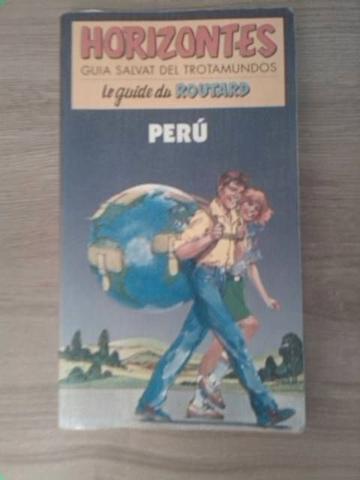 HORIZONTES
GUIA SALVAT DEL TROTAMUNDOS
le guide du ROUTARD
PERÚ